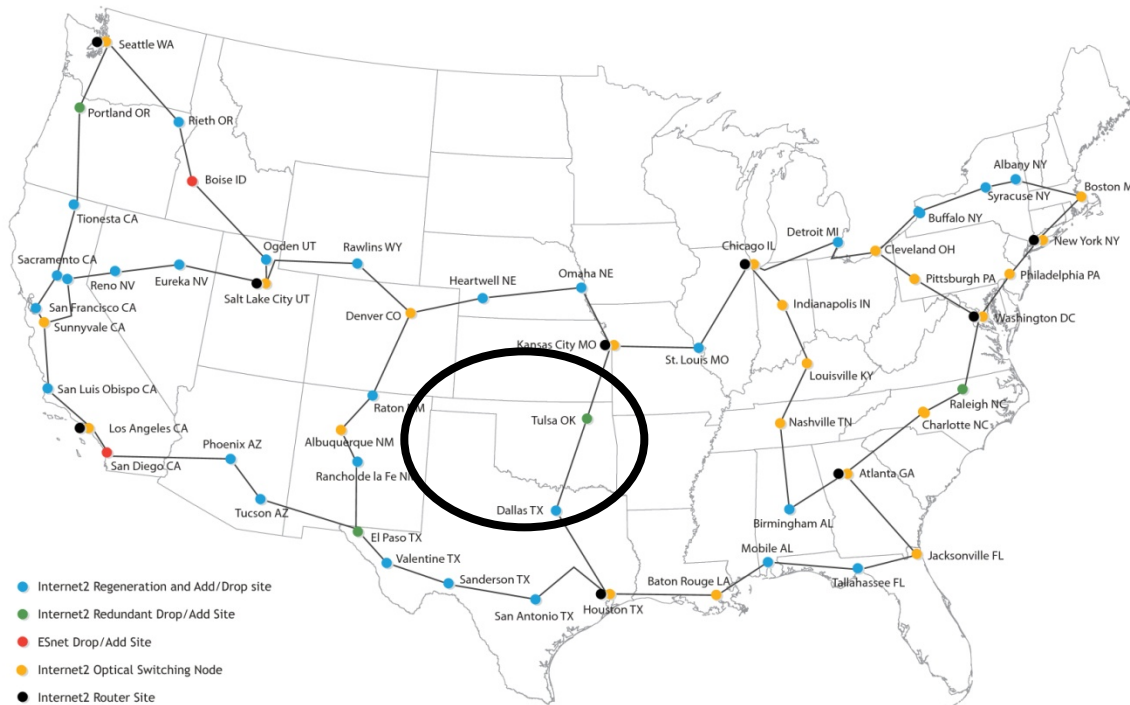 Seattle WA
Portland OR
Rieth OR
Boise ID
Tionesta CA
Ogden UT
Rawlins WY
Sacramento CA
Reno NV
Eureka NV
Salt Lake City UT
San Francisco CA
Sunnyvale CA
Denver CO
Heartwell NE
Omaha NE
Kansas City MO
St. Louis MO
Chicago IL
Detroit MI
Cleveland OH
Buffalo NY
Syracuse NY
Albany NY
Boston M
New York NY
Philadelphia PA
Pittsburgh PA
Washington DC
Indianapolis IN
Louisville KY
Nashville TN
Raleigh NC
Charlotte NC
Atlanta GA
Birmingham AL
Jacksonville FL
Tallahassee FL
Mobile AL
Baton Rouge LA
Houston TX
Dallas TX
Tulsa OK
Raton NM
Albuquerque NM
Rancho de la Fe NM
San Luis Obispo CA
Los Angeles CA
San Diego CA
Phoenix AZ
Tucson AZ
El Paso TX
Valentine TX
Sanderson TX
San Antonio TX
Internet2 Regeneration and Add/Drop site
Internet2 Redundant Drop/Add Site
ESnet Drop/Add Site
Internet2 Optical Switching Node
Internet2 Router Site